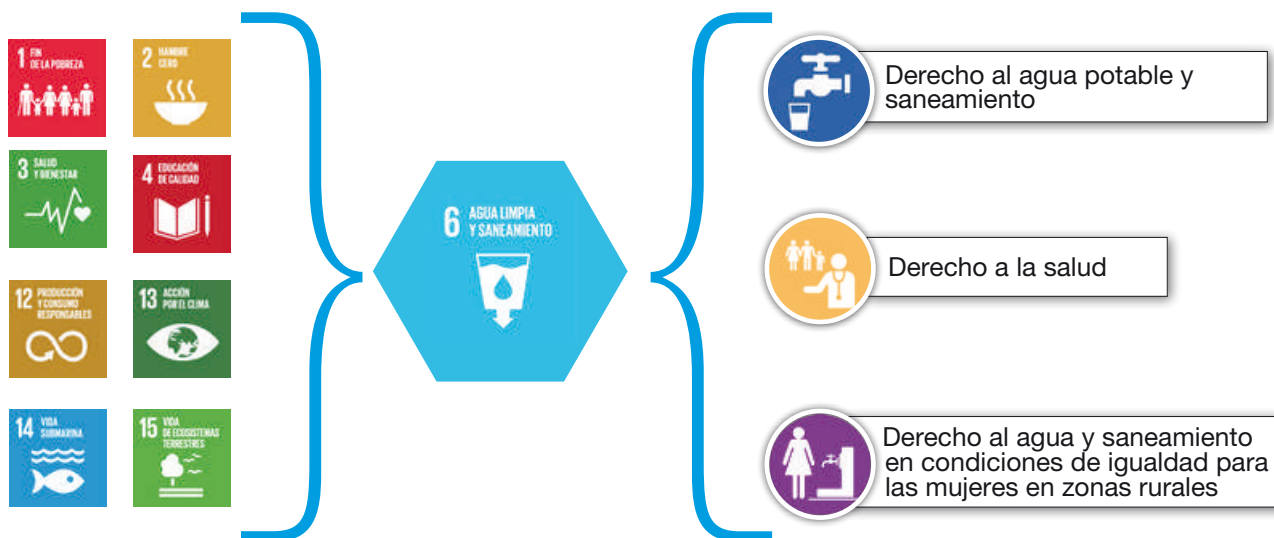 1 FIN
DE LA POBREZA
2 HAMBRE
CERO
3 SALUD
Y BIENESTAR
4 EDUCACIÓN
DE CALIDAD
12 PRODUCCIÓN
Y CONSUMO
RESPONSABLES
13 ACCIÓN
POR EL CLIMA
14 VIDA
SUBMARINA
15 VIDA
DE ECOSISTEMAS
TERRESTRES
6 AGUA LIMPIA
Y SANEAMIENTO
Derecho al agua potable y
saneamiento
Derecho a la salud
Derecho al agua y saneamiento
en condiciones de igualdad para
las mujeres en zonas rurales